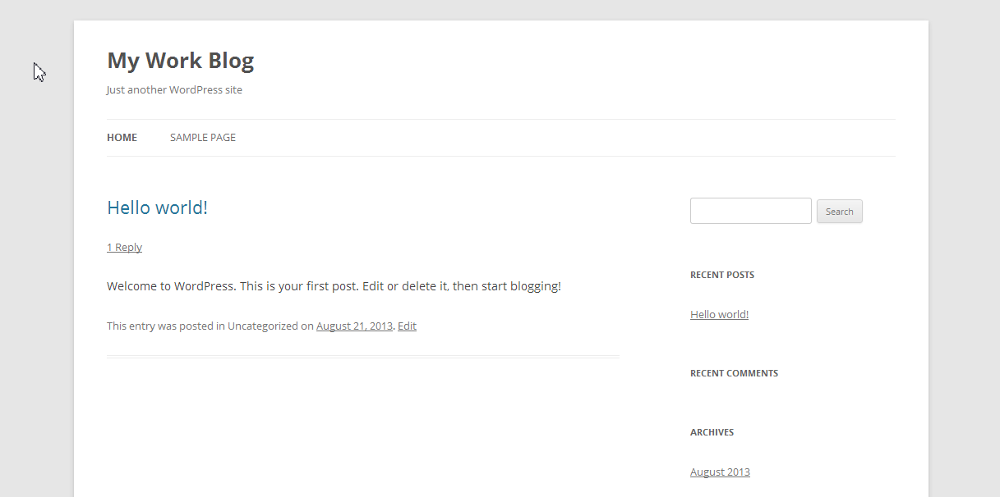 My Work Blog
Just another WordPress site
HOME SAMPLE PAGE
Hello world!
1 Reply
Welcome to WordPress. This is your first post. Edit or delete it, then start blogging!
This entry was posted in Uncategorized on August 21, 2013. Edit
Search
RECENT POSTS
Hello world!
RECENT COMMENTS
ARCHIVES
August 2013